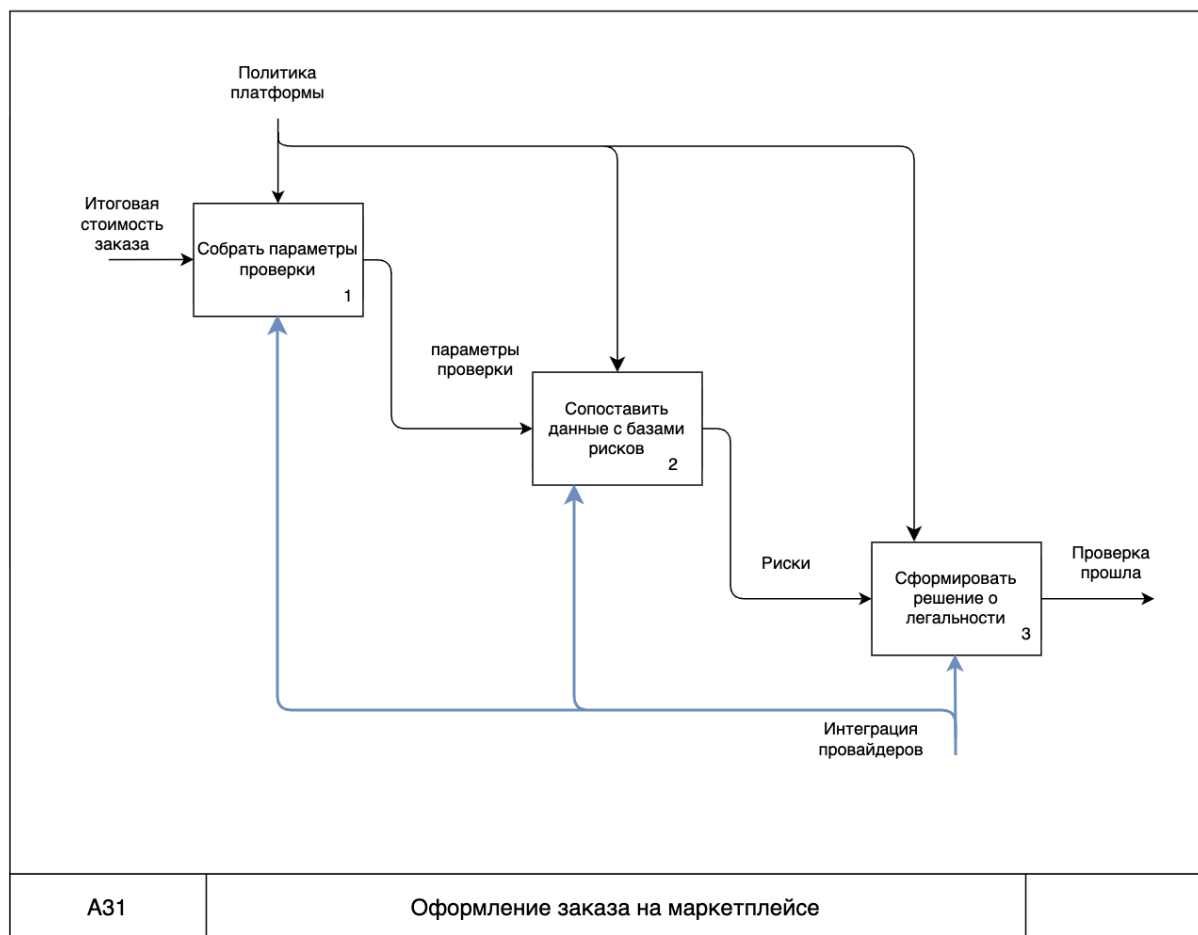 Политика
платформы
Итоговая
стоимость
заказа
Собрать параметры
проверки
1
параметры
проверки
Сопоставить
данные с базами
рисков
2
Риски
Сформировать
решение о
легальности
3
Проверка
прошла
Интеграция
провайдеров
А31
Оформление заказа на маркетплейсе